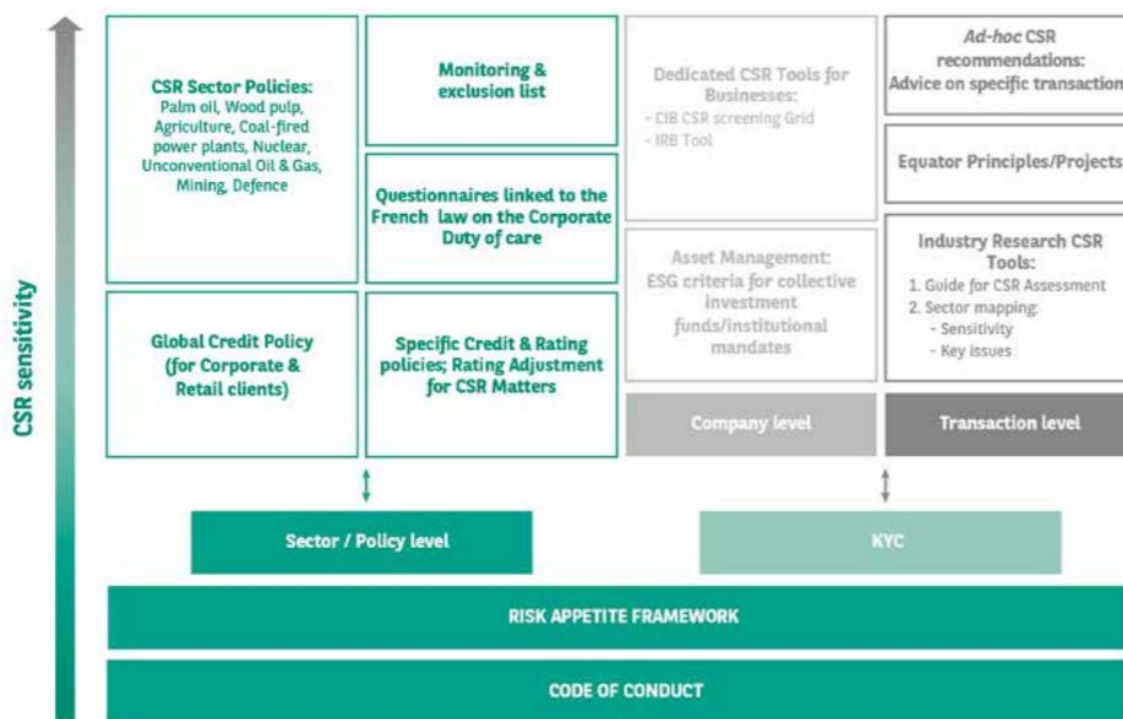 CSR sensitivity
CSR Sector Policies:
Palm oil, Wood pulp,
Agriculture, Coal-fired
power plants, Nuclear,
Unconventional Oil & Gas,
Mining, Defence
Global Credit Policy
(for Corporate &
Retail clients)
Monitoring &
exclusion list
Questionnaires linked to the
French law on the Corporate
Duty of care
Specific Credit & Rating
policies; Rating Adjustment
for CSR Matters
Dedicated CSR Tools for
Businesses:
- CIB CSR screening Grid
- IRB Tool
Asset Management:
ESG criteria for collective
investment
funds/institutional
mandates
Company level
Ad-hoc CSR
recommendations:
Advice on specific transaction
Equator Principles/Projects
Industry Research CSR
Tools:
1. Guide for CSR Assessment
2. Sector mapping:
- Sensitivity
- Key issues
Transaction level
Sector / Policy level
KYC
RISK APPETITE FRAMEWORK
CODE OF CONDUCT